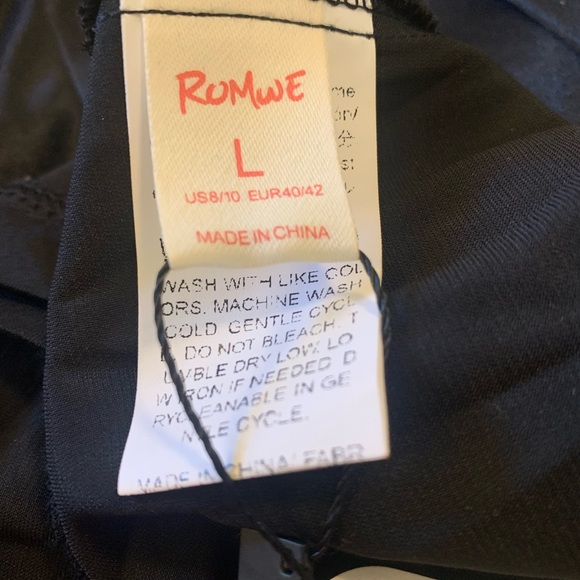 ROMWE
L
US8/10 EUR40/42
MADE IN CHINA
WASH WITH LIKE COL
ORS. MACHINE WASH
COLD GENTLE CYCL
E. DO NOT BLEACH. T
UMBLE DRY LOW. LO
W IRON IF NEEDED D
RYCLEANABLE IN GE
NTLE CYCLE.
MADE IN CHINA/ FABR